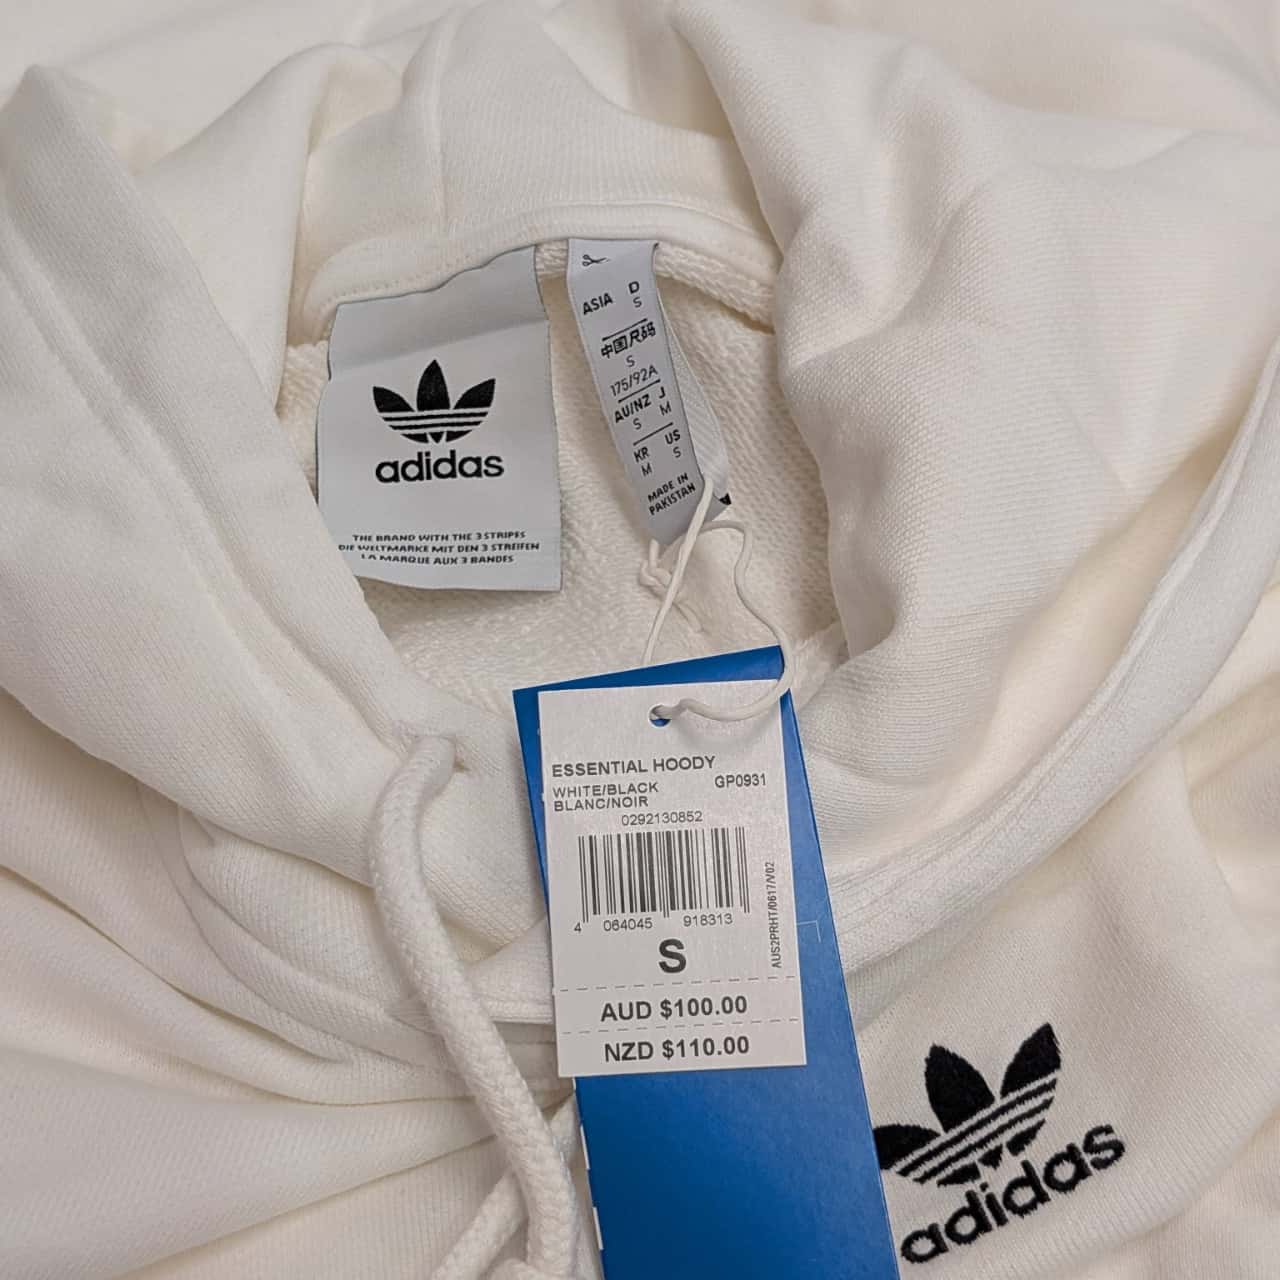 adidas
THE BRAND WITH THE 3 STRIPES
DIE WELTMARKE MIT DEN 3 STREIFEN
LA MARQUE AUX 3 BANDES
ASIA D
S
中国尺码
S
175/92A
AU/NZ J
S M
KR US
M S
MADE IN
PAKISTAN
ESSENTIAL HOODY
WHITE/BLACK GP0931
BLANC/NOIR
0292130852
4 064045 918313
AUS2PRHT/0617/V02
S
AUD $100.00
NZD $110.00
adidas